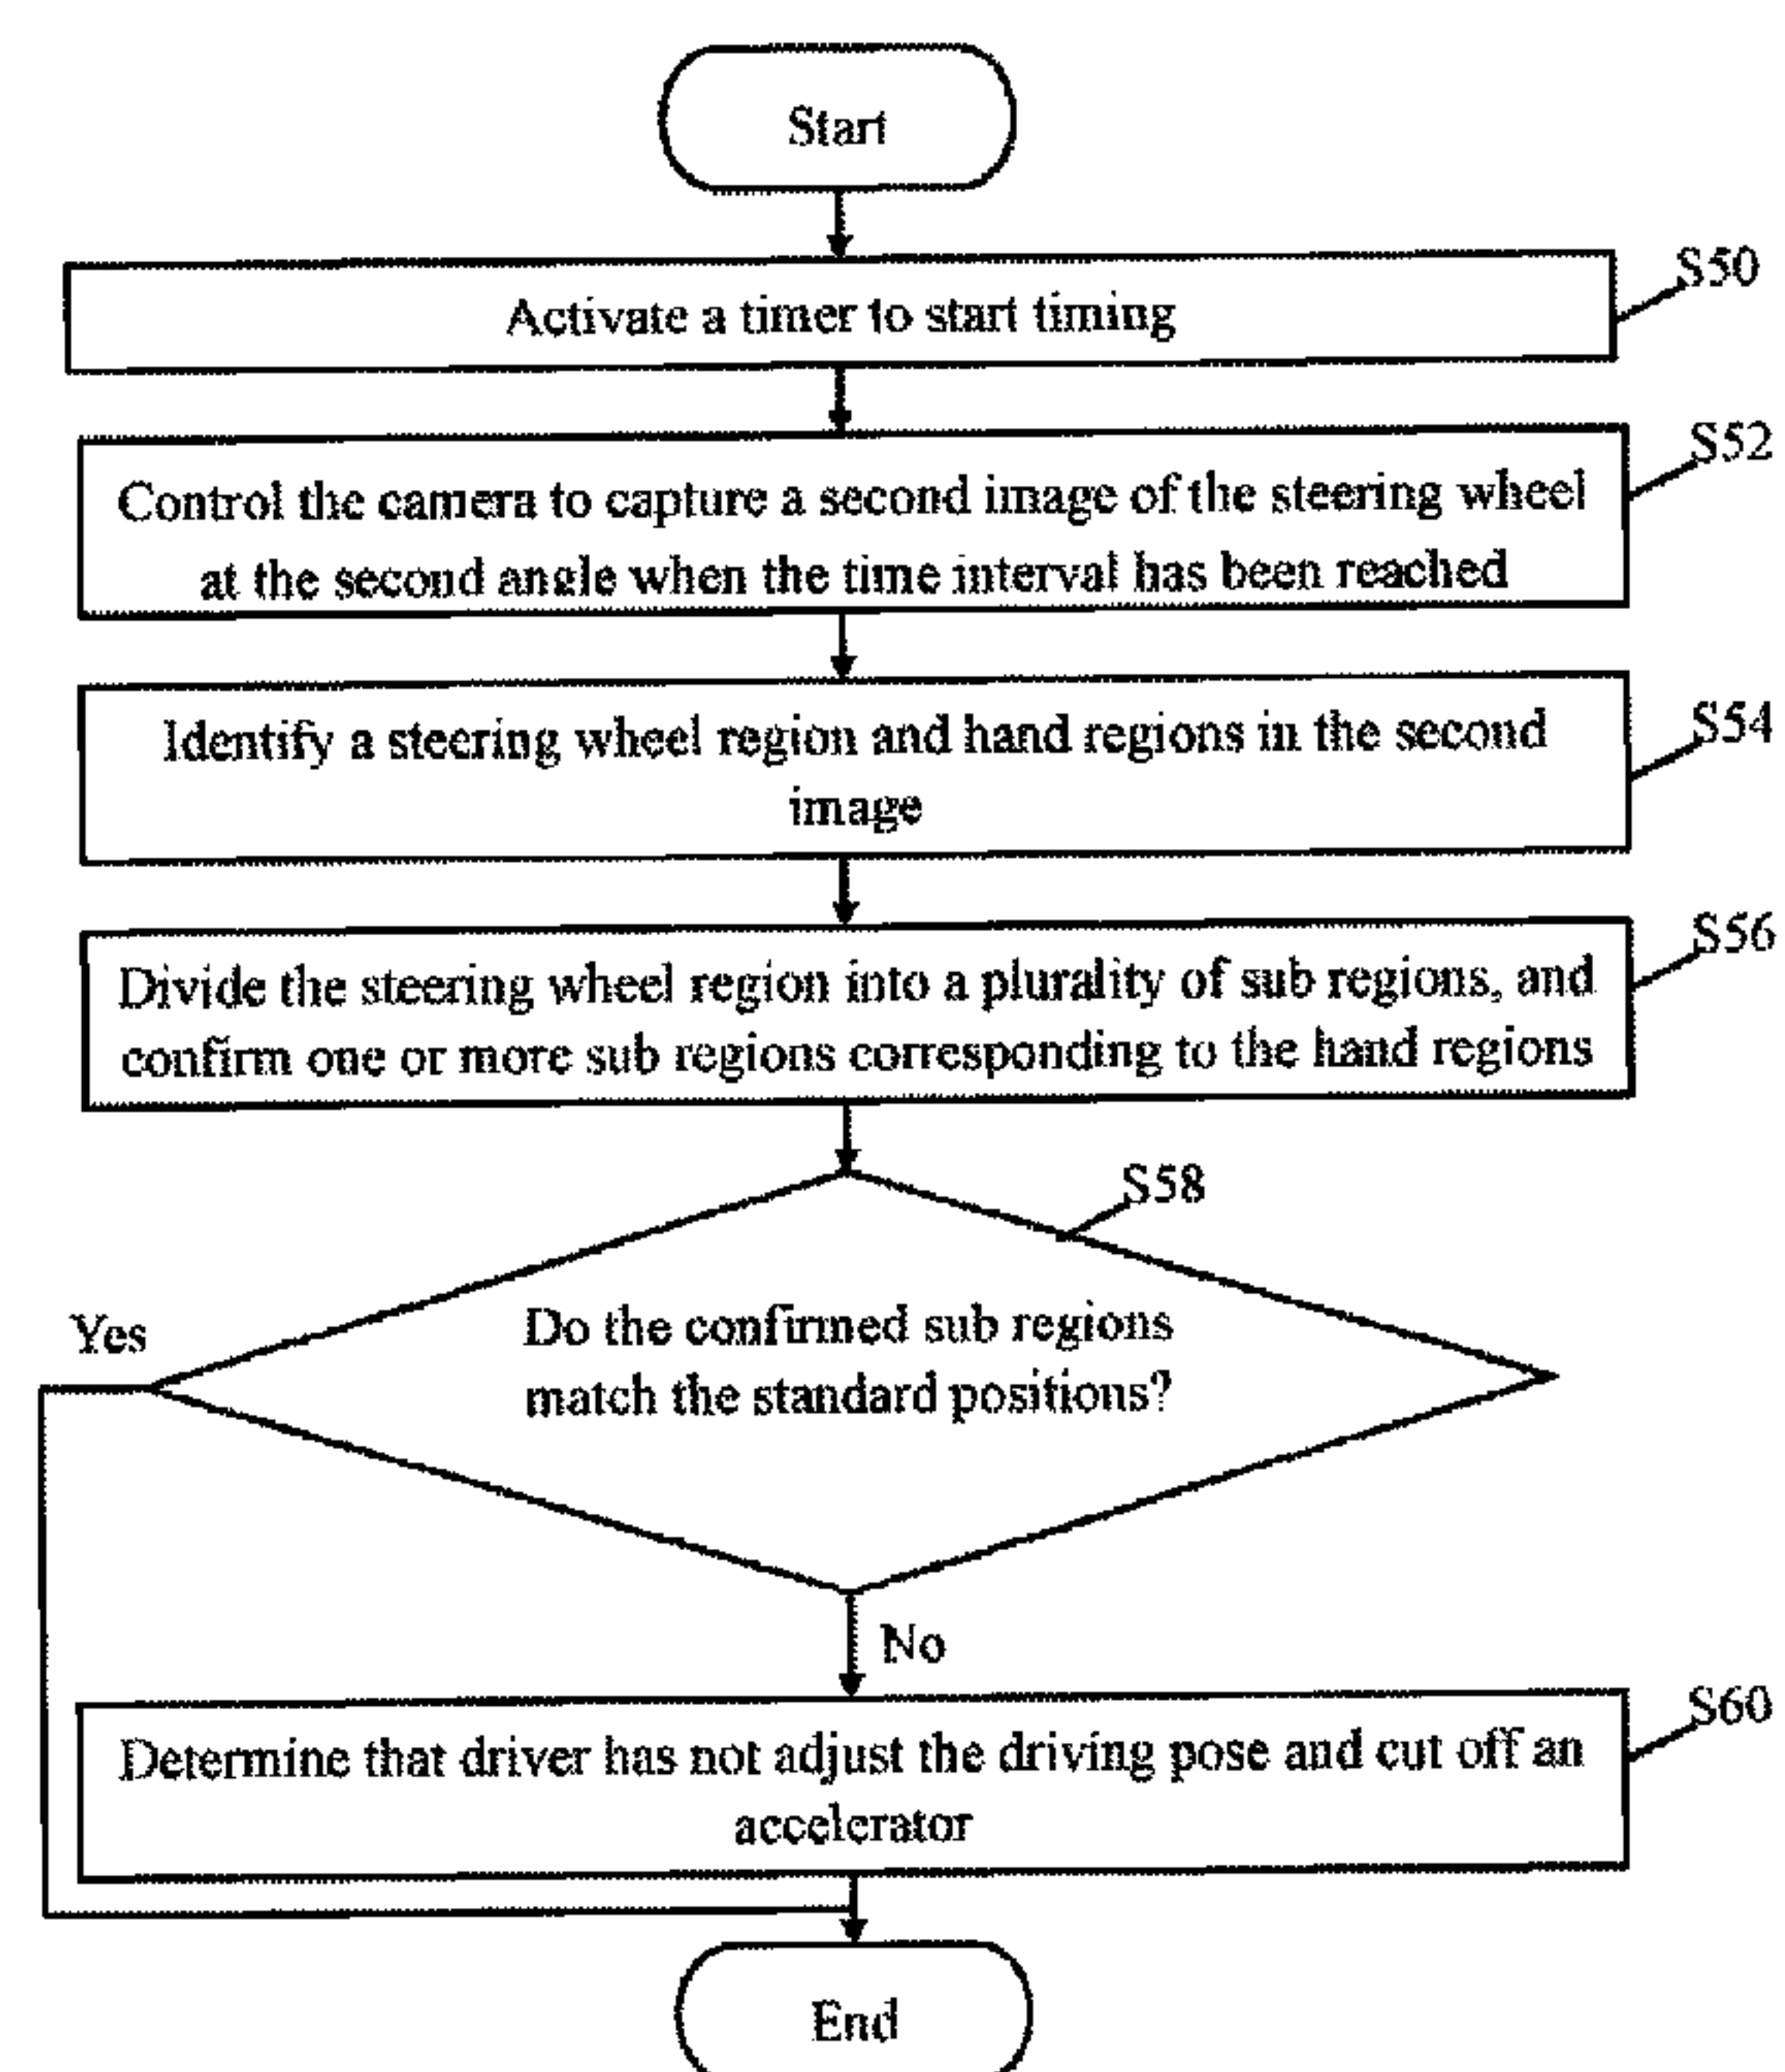 Start
S50
Activate a timer to start timing
S52
Control the camera to capture a second image of the steering wheel
at the second angle when the time interval has been reached
S54
Identify a steering wheel region and hand regions in the second
image
S56
Divide the steering wheel region into a plurality of sub regions, and
confirm one or more sub regions corresponding to the hand regions
S58
Yes
Do the confirmed sub regions
match the standard positions?
No
S60
Determine that driver has not adjust the driving pose and cut off an
accelerator
End